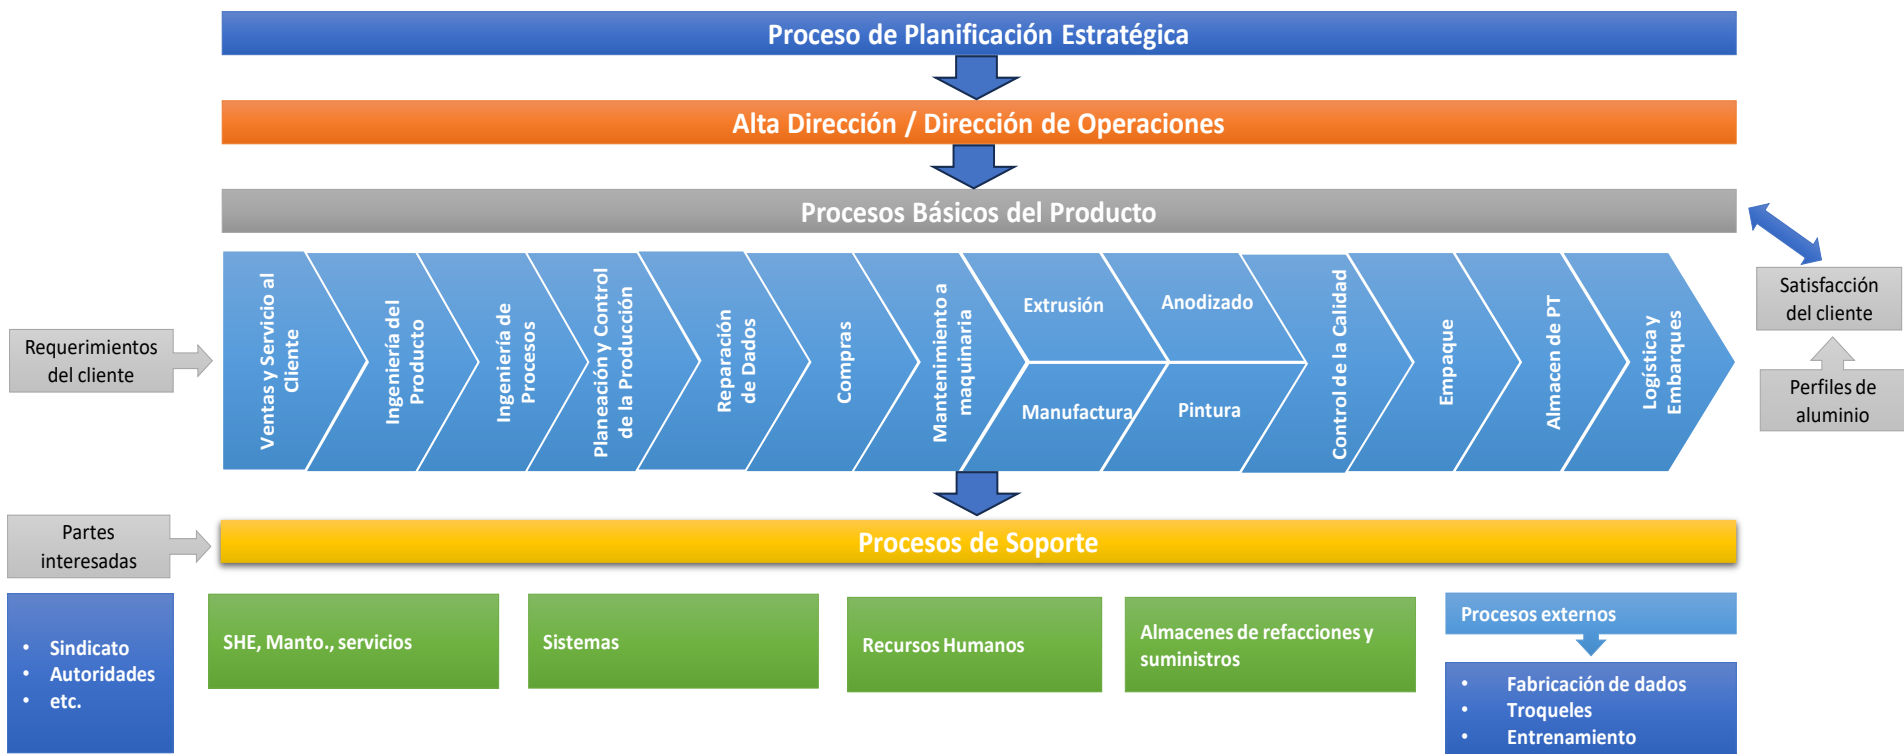 Proceso de Planificación Estratégica
Alta Dirección / Dirección de Operaciones
Procesos Básicos del Producto
Requerimientos
del cliente
Ventas y Servicio al
Cliente
Ingeniería del
Producto
Ingeniería de
Procesos
Planeación y Control
de la Producción
Reparación
de Dados
Compras
Mantenimiento a
maquinaria
Extrusión
Anodizado
Manufactura
Pintura
Control de la Calidad
Empaque
Almacen de PT
Logística y
Embarques
Satisfacción
del cliente
Perfiles de
aluminio
Partes
interesadas
Procesos de Soporte
• Sindicato
• Autoridades
• etc.
SHE, Manto., servicios
Sistemas
Recursos Humanos
Almacenes de refacciones y
suministros
Procesos externos
• Fabricación de dados
• Troqueles
• Entrenamiento